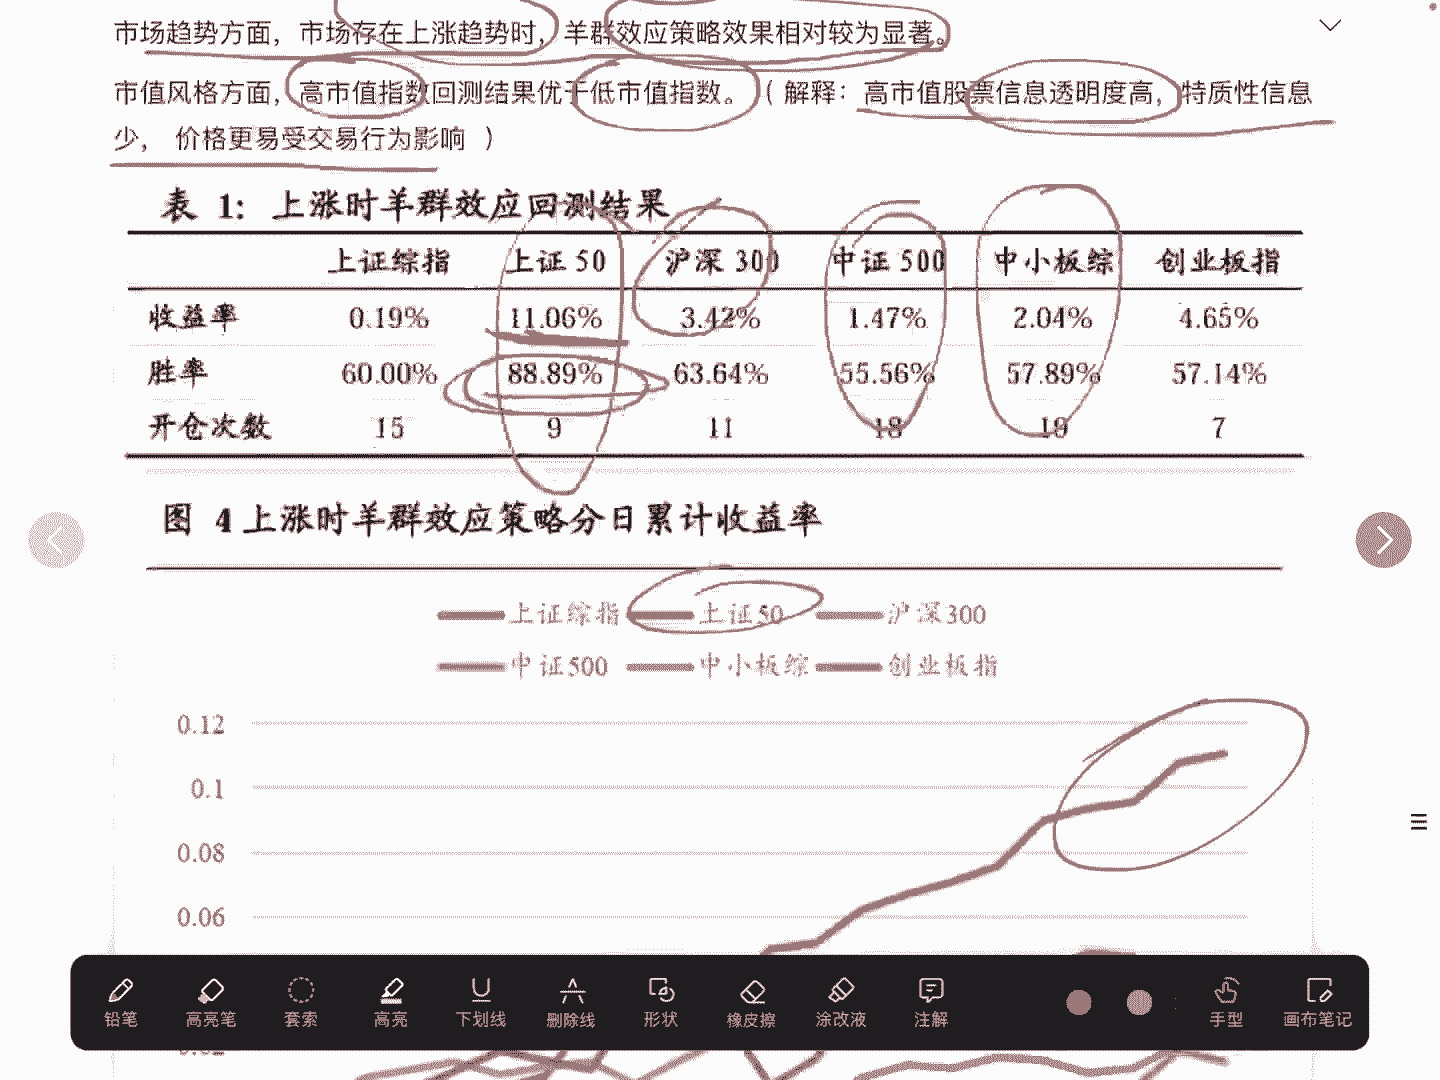 市场趋势方面，市场存在上涨趋势时，羊群效应策略效果相对较为显著。
市值风格方面，高市值指数回测结果优于低市值指数。（ 解释：高市值股票信息透明度高，特质性信息
少， 价格更易受交易行为影响 ）
表 1: 上涨时羊群效应回测结果
上证综指 上证 50 沪深 300 中证 500 中小板综 创业板指
收益率 0.19% 11.06% 3.42% 1.47% 2.04% 4.65%
胜率 60.00% 88.89% 63.64% 55.56% 57.89% 57.14%
开仓次数 15 9 11 18 19 7
图 4 上涨时羊群效应策略分日累计收益率
上证综指 上证50 沪深300
中证500 中小板综 创业板指
0.12
0.1
0.08
0.06
铅笔 高亮笔 套索 高亮 下划线 删除线 形状 橡皮擦 涂改液 注解 手型 画布笔记